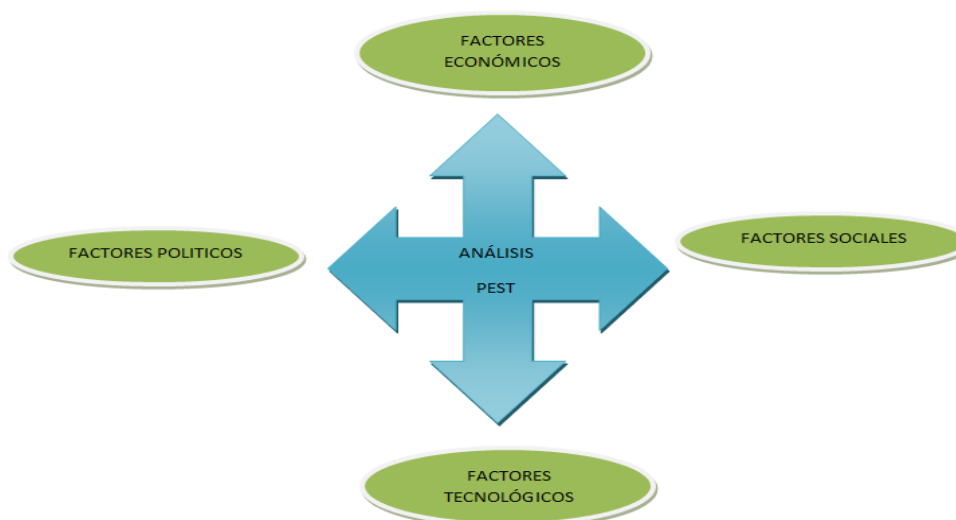 FACTORES
ECONÓMICOS
FACTORES POLITICOS
ANÁLISIS
PEST
FACTORES SOCIALES
FACTORES
TECNOLÓGICOS